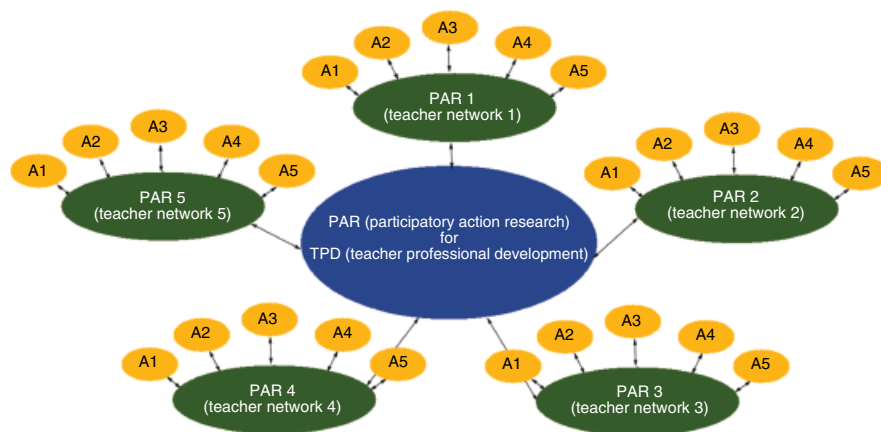 A1
A2
A3
A4
A5
PAR 1
(teacher network 1)
A1
A2
A3
A4
A5
PAR 5
(teacher network 5)
A1
A2
A3
A4
A5
PAR 2
(teacher network 2)
PAR (participatory action research)
for
TPD (teacher professional development)
A1
A2
A3
A4
A5
PAR 4
(teacher network 4)
A1
A2
A3
A4
A5
PAR 3
(teacher network 3)